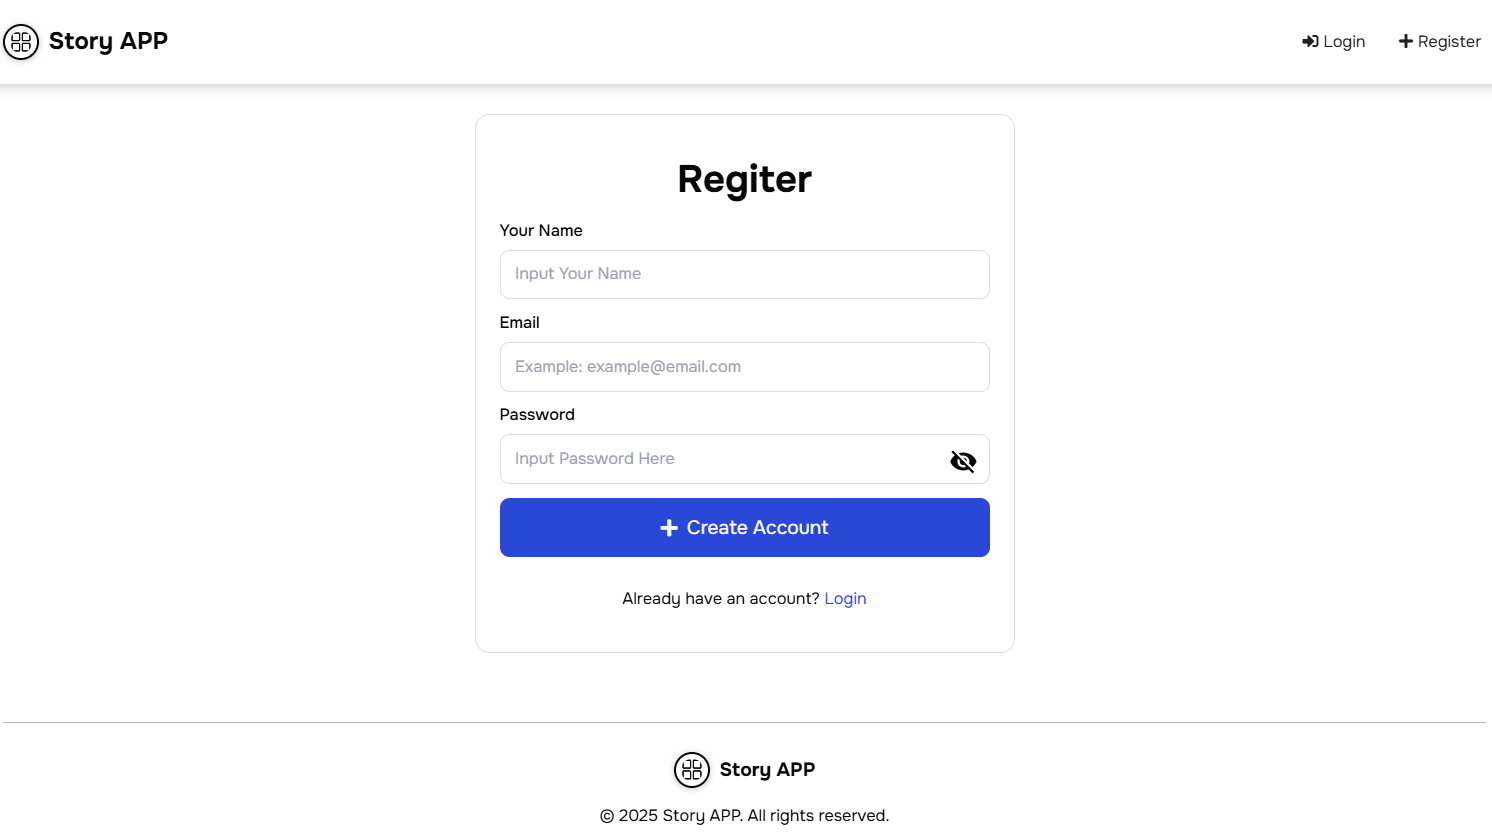 Story APP
Login
Register
Regiter
Your Name
Input Your Name
Email
Example: example@email.com
Password
Input Password Here
Create Account
Already have an account? Login
Story APP
© 2025 Story APP. All rights reserved.